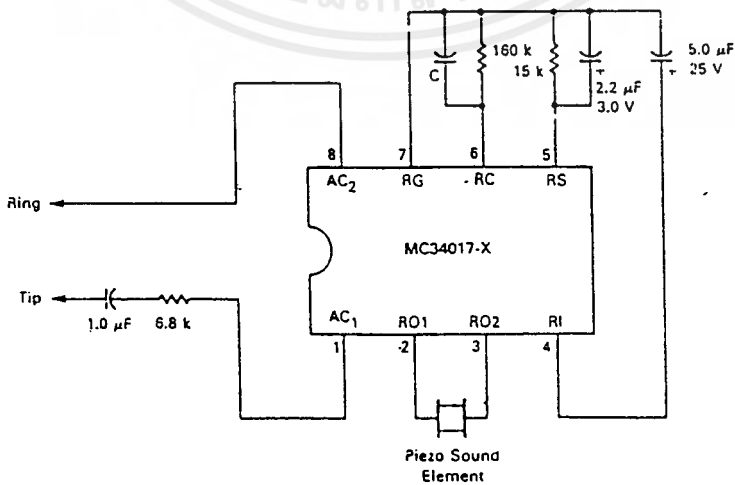 160 k
15 k
C
2.2 µF
3.0 V
5.0 µF
25 V
8 7 6 5
AC2 RG RC RS
Ring
MC34017-X
Tip
1.0 µF 6.8 k
AC1 RO1 RO2 RI
1 2 3 4
Piezo Sound
Element